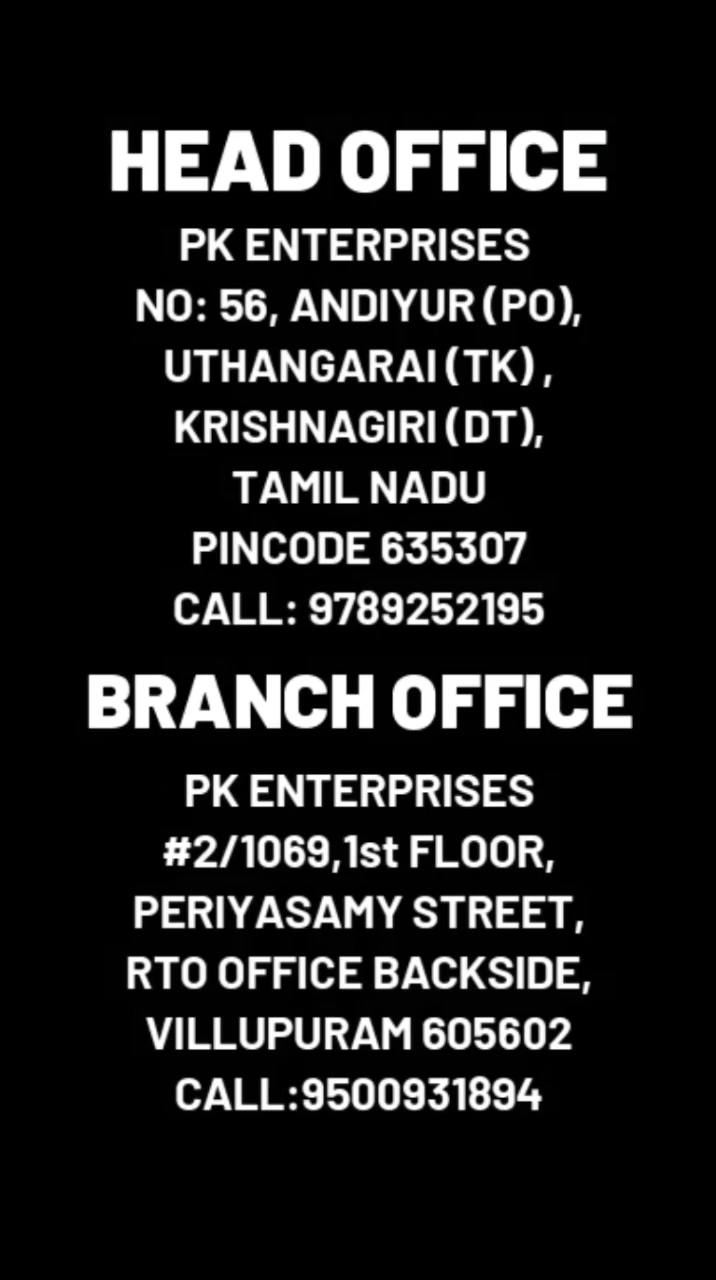 HEAD OFFICE
PK ENTERPRISES
NO: 56, ANDIYUR (PO),
UTHANGARAI (TK) ,
KRISHNAGIRI (DT),
TAMIL NADU
PINCODE 635307
CALL: 9789252195
BRANCH OFFICE
PK ENTERPRISES
#2/1069,1st FLOOR,
PERIYASAMY STREET,
RTO OFFICE BACKSIDE,
VILLUPURAM 605602
CALL:9500931894